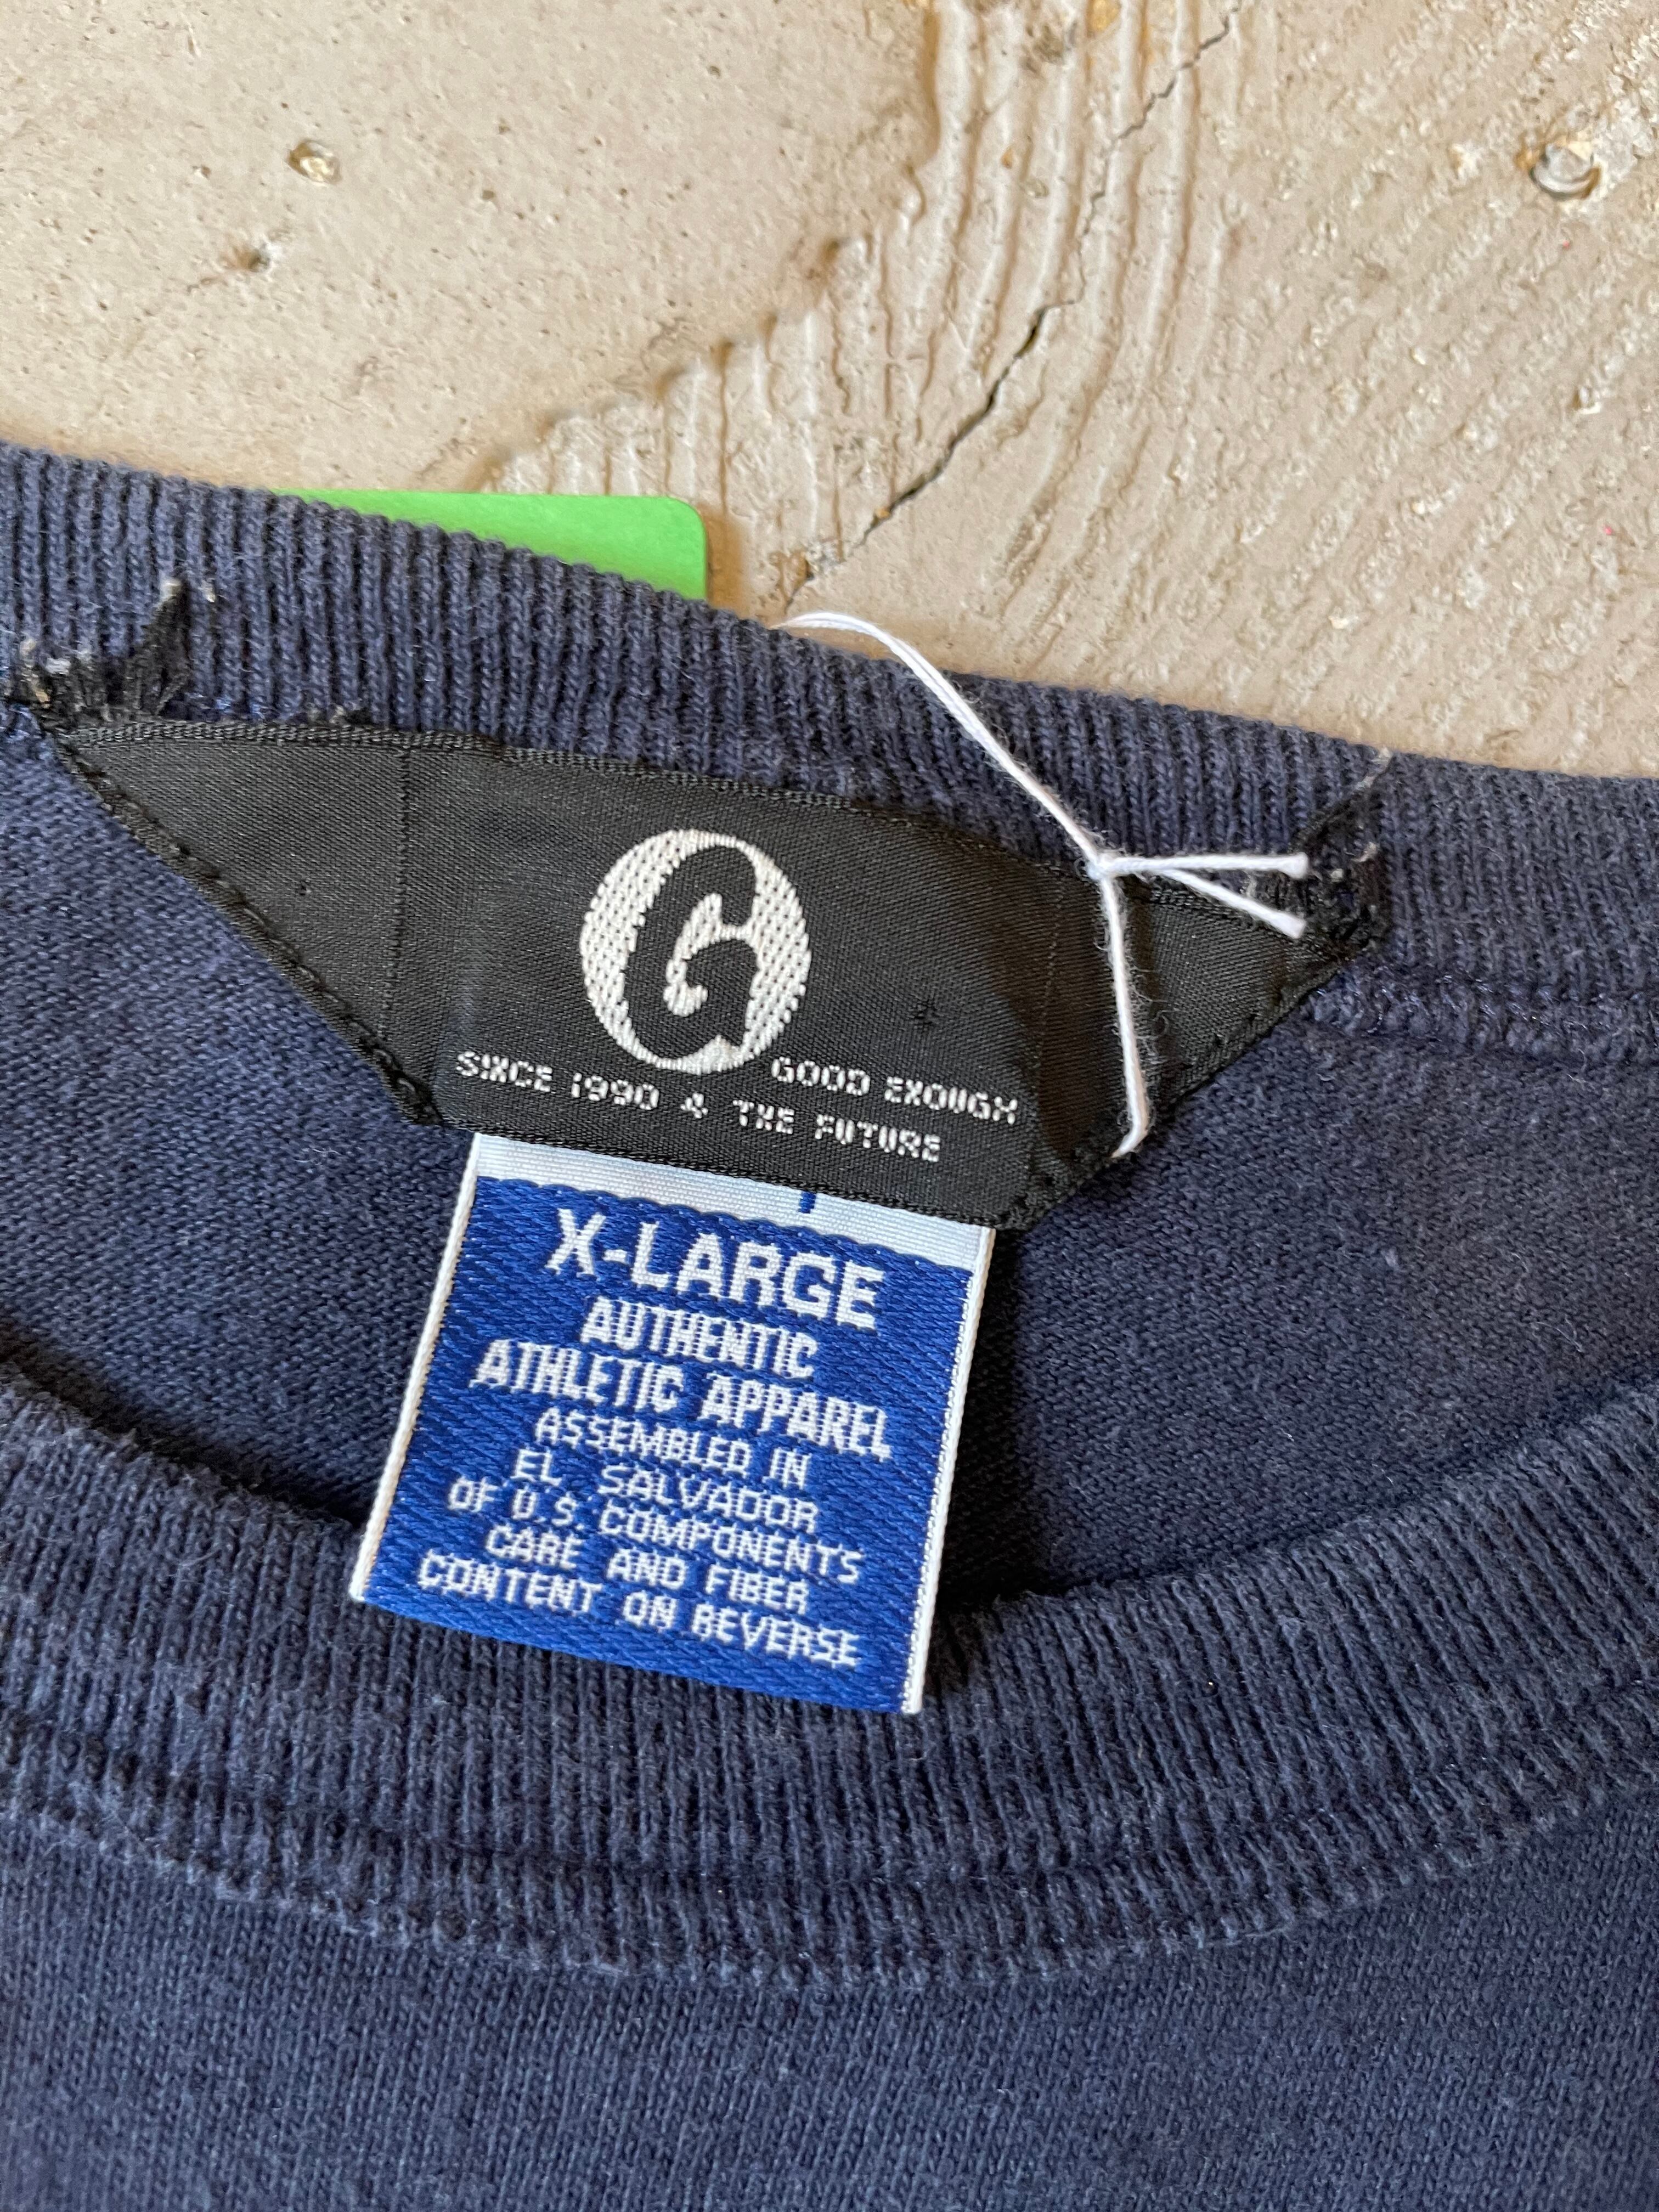 G
GOOD ENOUGH
SINCE 1990 4 THE FUTURE
X-LARGE
AUTHENTIC
ATHLETIC APPAREL
ASSEMBLED IN
EL SALVADOR
OF U.S. COMPONENTS
CARE AND FIBER
CONTENT ON REVERSE